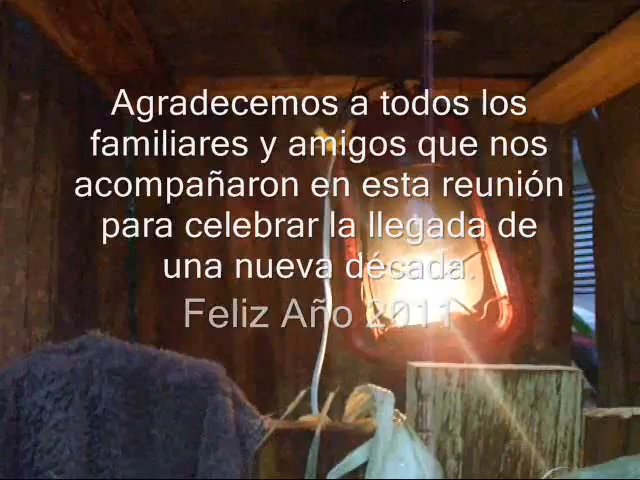 Agradecemos a todos los
familiares y amigos que nos
acompañaron en esta reunión
para celebrar la llegada de
una nueva década.
Feliz Año 2011